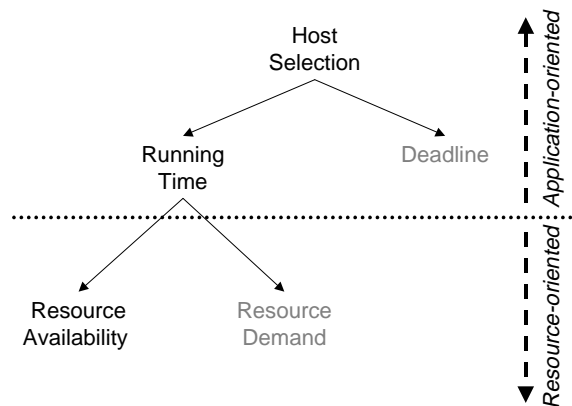 Host
Selection
Running
Time
Deadline
Application-oriented
Resource
Availability
Resource
Demand
Resource-oriented